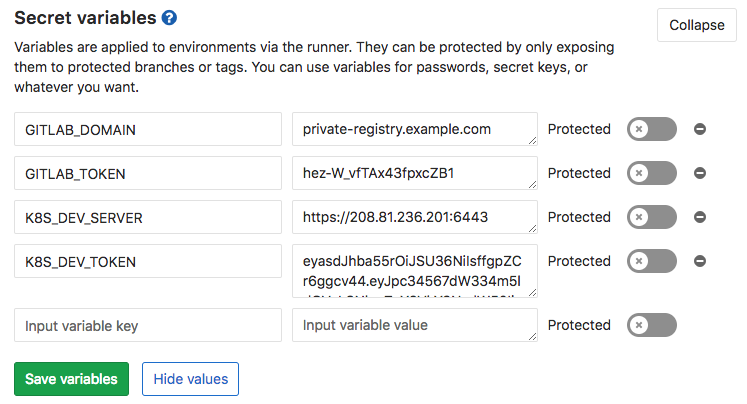 Secret variables
Collapse
Variables are applied to environments via the runner. They can be protected by only exposing
them to protected branches or tags. You can use variables for passwords, secret keys, or
whatever you want.
GITLAB_DOMAIN private-registry.example.com Protected
GITLAB_TOKEN hez-W_vfTAx43fpxcZB1 Protected
K8S_DEV_SERVER https://208.81.236.201:6443 Protected
K8S_DEV_TOKEN eyasdJhba55rOiJSU36NilsffgpZC Protected
r6ggcv44.eyJpc34567dW334m5I
Input variable key Input variable value Protected
Save variables Hide values